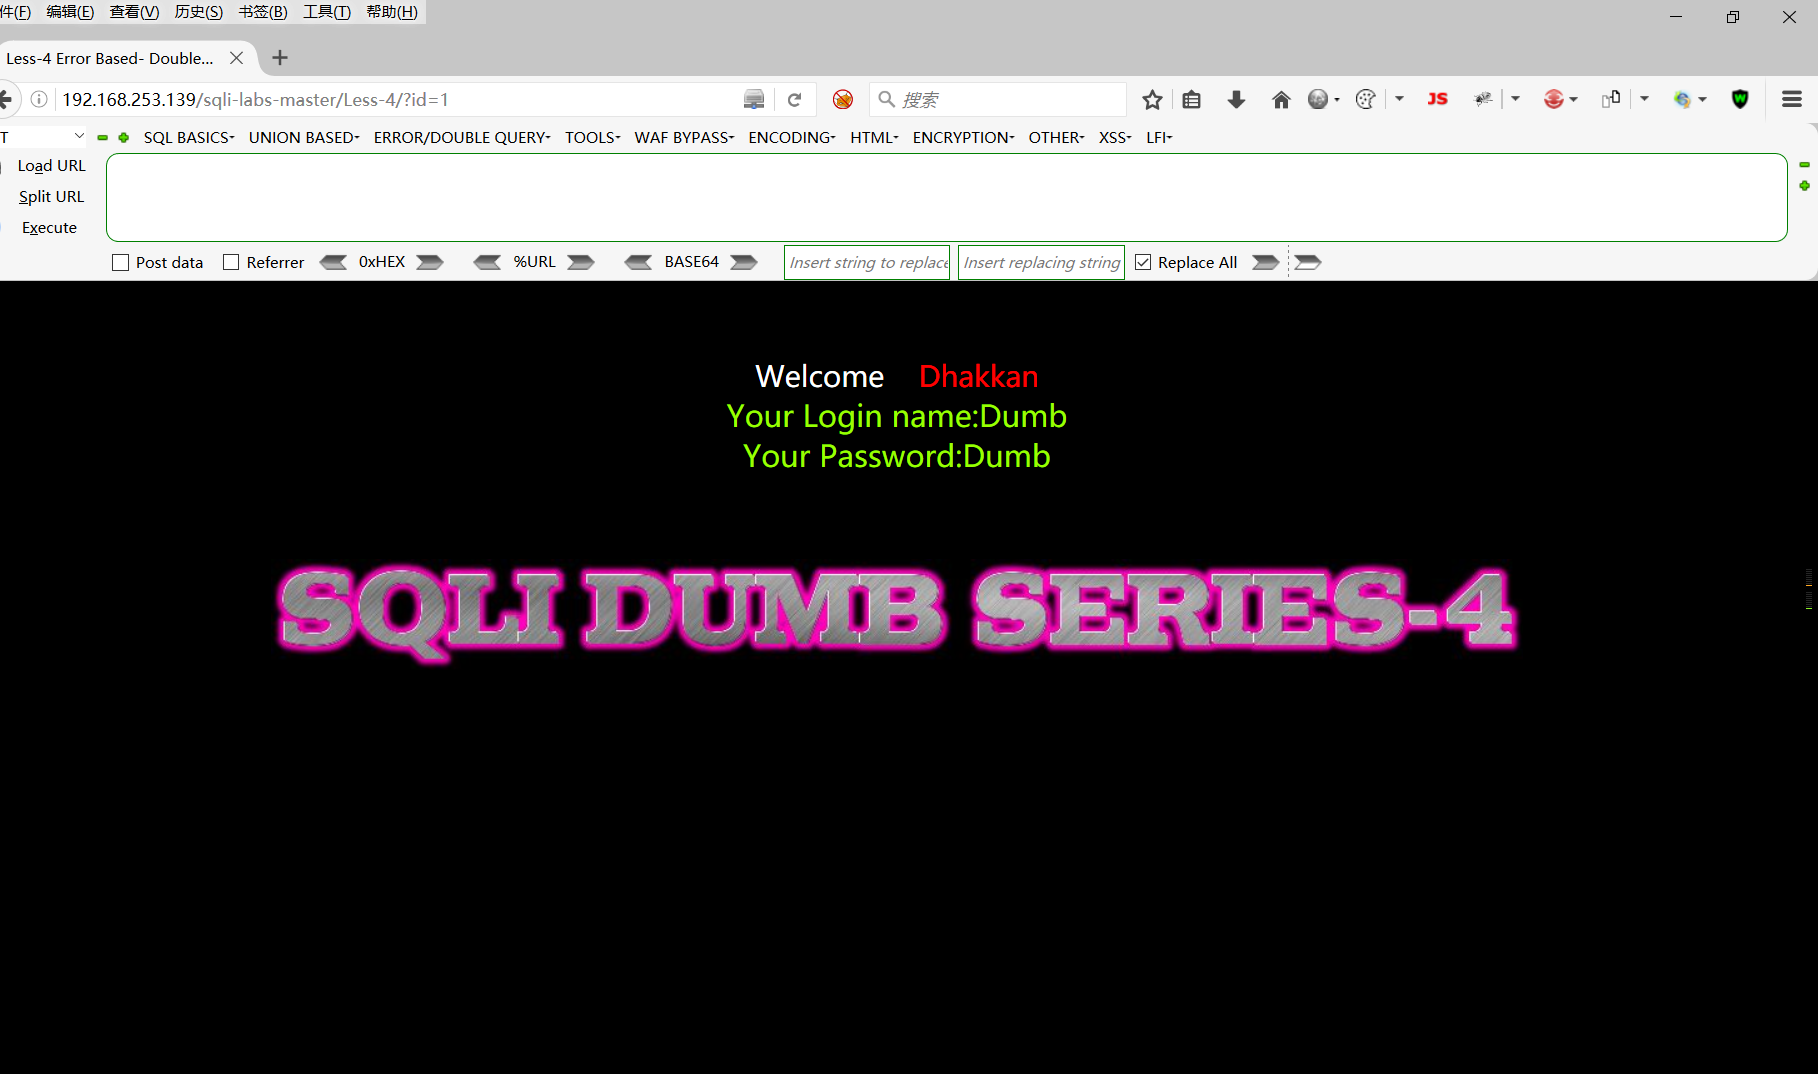 件(F) 编辑(E) 查看(V) 历史(S) 书签(B) 工具(T) 帮助(H)
Less-4 Error Based- Double...
192.168.253.139/sqli-labs-master/Less-4/?id=1
搜索
JS
W
T
SQL BASICS UNION BASED ERROR/DOUBLE QUERY TOOLS WAF BYPASS ENCODING HTML ENCRYPTION OTHER XSS LFI
Load URL
Split URL
Execute
Post data Referrer 0xHEX %URL BASE64 Insert string to replace Insert replacing string Replace All
Welcome Dhakkan
Your Login name:Dumb
Your Password:Dumb
SQLI DUMB SERIES-4